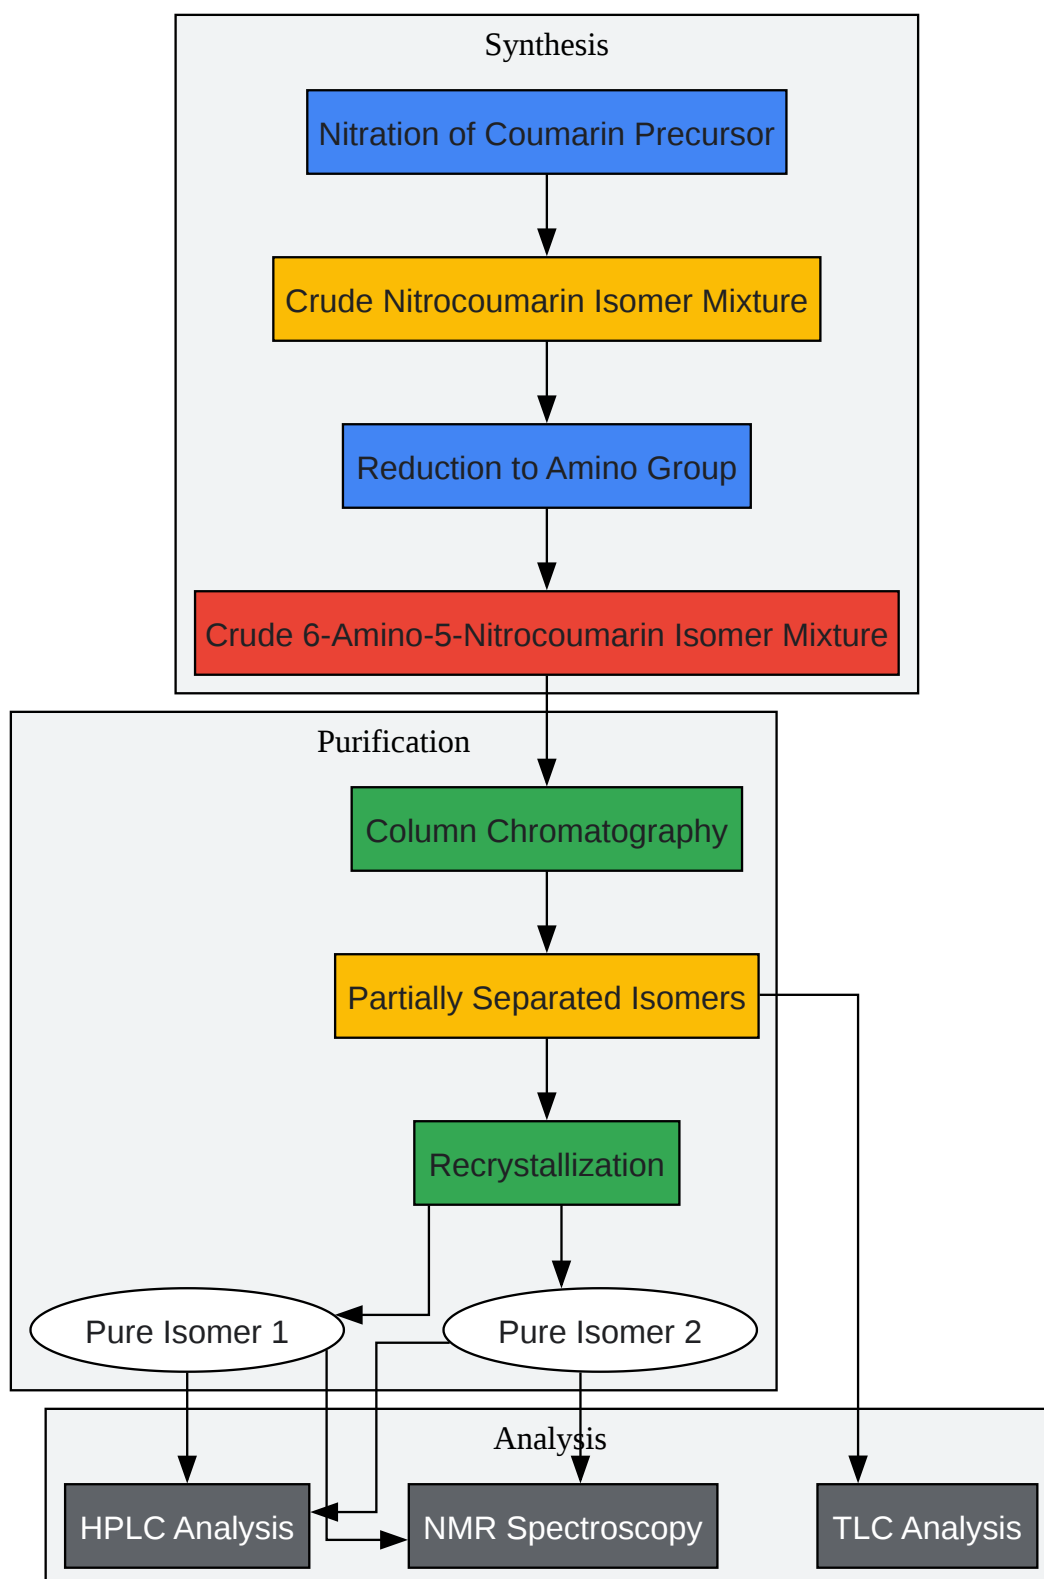 Synthesis
Nitration of Coumarin Precursor
Crude Nitrocoumarin Isomer Mixture
Reduction to Amino Group
Crude 6-Amino-5-Nitrocoumarin Isomer Mixture
Purification
Column Chromatography
Partially Separated Isomers
Recrystallization
Pure Isomer 1
Pure Isomer 2
Analysis
HPLC Analysis
NMR Spectroscopy
TLC Analysis